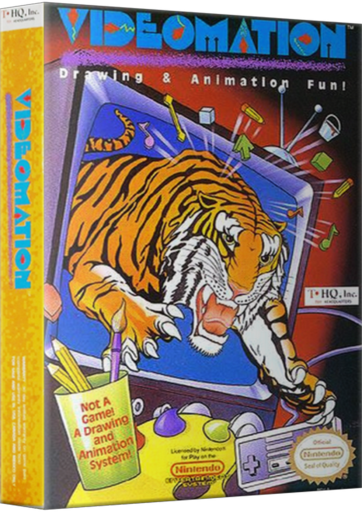 T•HQ, Inc.
VIDEOMATION
VIDEOMATION
TM
Drawing & Animation Fun!
T•HQ, Inc.
Not A
Game!
A Drawing
and
Animation
System!
Licensed by Nintendo
for Play on the
Nintendo
ENTERTAINMENT
SYSTEM
Official
Nintendo
Seal of Quality